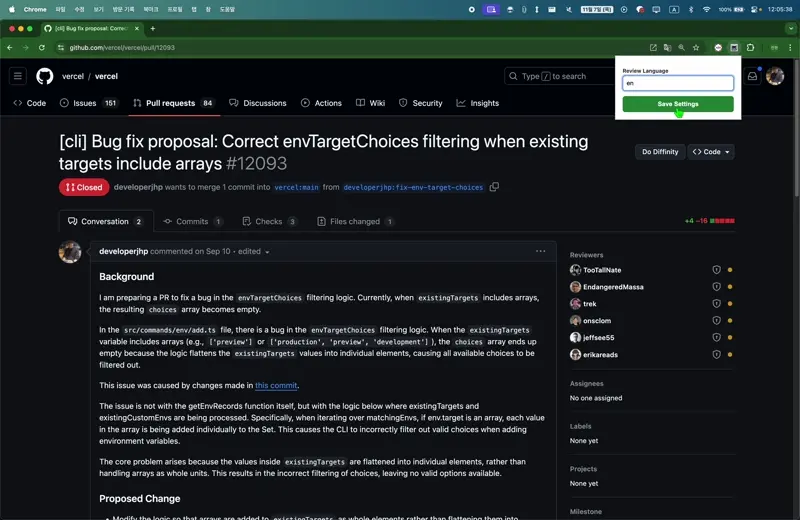 Chrome 파일 수정 보기 방문 기록 북마크 프로필 탭 창 도움말
11월 7일 (목) A 100% 12:05:38
[cli] Bug fix proposal: Correct
github.com/vercel/vercel/pull/12093
Review Language
en
Save Settings
vercel / vercel
Type / to search
Code
Issues 151
Pull requests 84
Discussions
Actions
Wiki
Security
Insights
[cli] Bug fix proposal: Correct envTargetChoices filtering when existing
targets include arrays #12093
Do Diffinity
Code
Closed
developerjhp wants to merge 1 commit into vercel:main from developerjhp:fix-env-target-choices
Conversation 2
Commits 1
Checks 3
Files changed 1
+4 −16
developerjhp commented on Sep 10 • edited
Background
I am preparing a PR to fix a bug in the envTargetChoices filtering logic. Currently, when existingTargets includes arrays,
the resulting choices array becomes empty.
In the src/commands/env/add.ts file, there is a bug in the envTargetChoices filtering logic. When the existingTargets
variable includes arrays (e.g., ['preview'] or ['production', 'preview', 'development'] ), the choices array ends up
empty because the logic flattens the existingTargets values into individual elements, causing all available choices to be
filtered out.
This issue was caused by changes made in this commit.
The issue is not with the getEnvRecords function itself, but with the logic below where existingTargets and
existingCustomEnvs are being processed. Specifically, when iterating over matchingEnvs, if env.target is an array, each value
in the array is being added individually to the Set. This causes the CLI to incorrectly filter out valid choices when adding
environment variables.
The core problem arises because the values inside existingTargets are flattened into individual elements, rather than
handling arrays as whole units. This results in the incorrect filtering of choices, leaving no valid options available.
Proposed Change
• Modify the logic so that arrays are added to existingTargets as whole elements rather than flattening them into
Reviewers
TooTallNate
EndangeredMassa
trek
onsclom
jeffsee55
erikareads
Assignees
No one assigned
Labels
None yet
Projects
None yet
Milestone